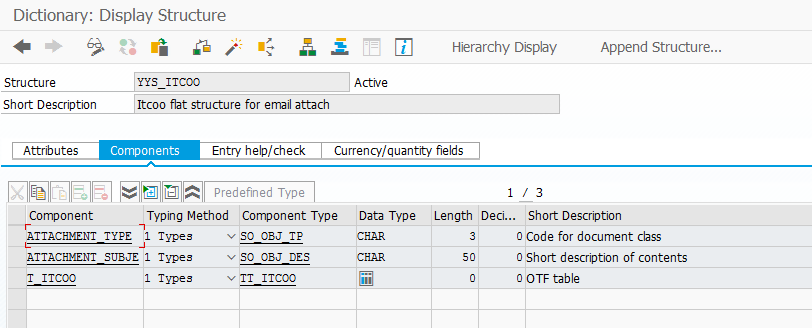 Dictionary: Display Structure
Hierarchy Display Append Structure...
Structure YYS_ITCOO Active
Short Description Itcoo flat structure for email attach
Attributes Components Entry help/check Currency/quantity fields
Predefined Type 1 / 3
Component Typing Method Component Type Data Type Length Deci... Short Description
ATTACHMENT_TYPE 1 Types SO_OBJ_TP CHAR 3 0 Code for document class
ATTACHMENT_SUBJE 1 Types SO_OBJ_DES CHAR 50 0 Short description of contents
T_ITCOO 1 Types TT_ITCOO 0 0 OTF table